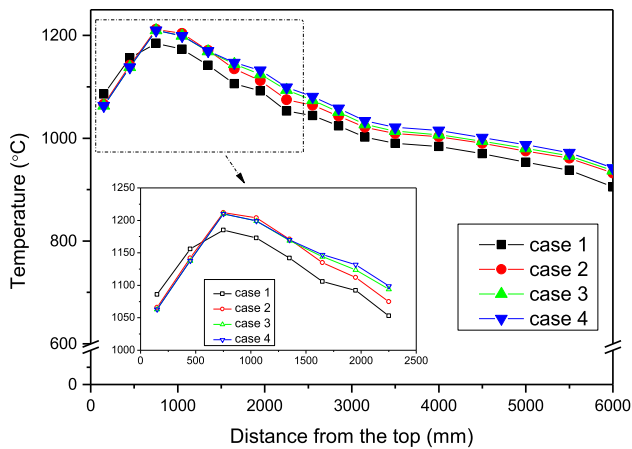 1200
1000
800
600
0
Temperature (°C)
1250
1200
1150
1100
1050
1000
0
500
1000
1500
2000
2500
case 1
case 2
case 3
case 4
case 1
case 2
case 3
case 4
0
1000
2000
3000
4000
5000
6000
Distance from the top (mm)